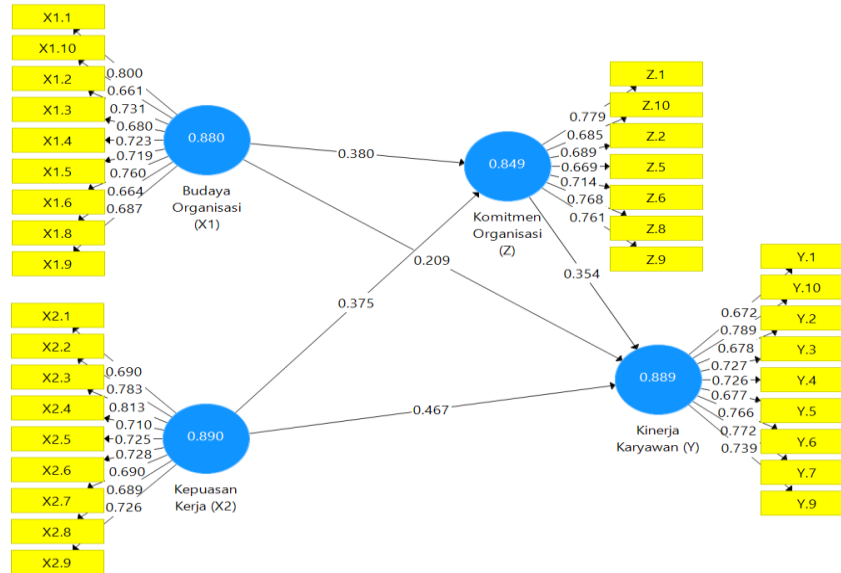 X1.1
X1.10
X1.2
X1.3
X1.4
X1.5
X1.6
X1.8
X1.9
0.800
0.661
0.731
0.680
0.723
0.719
0.760
0.664
0.687
0.880
Budaya
Organisasi
(X1)
0.380
0.209
0.375
0.467
0.354
Z.1
Z.10
Z.2
Z.5
Z.6
Z.8
Z.9
0.779
0.685
0.689
0.669
0.714
0.768
0.761
0.849
Komitmen
Organisasi
(Z)
X2.1
X2.2
X2.3
X2.4
X2.5
X2.6
X2.7
X2.8
X2.9
0.690
0.783
0.813
0.710
0.725
0.728
0.690
0.689
0.726
0.890
Kepuasan
Kerja (X2)
Y.1
Y.10
Y.2
Y.3
Y.4
Y.5
Y.6
Y.7
Y.9
0.672
0.789
0.678
0.727
0.726
0.677
0.766
0.772
0.739
0.889
Kinerja
Karyawan (Y)